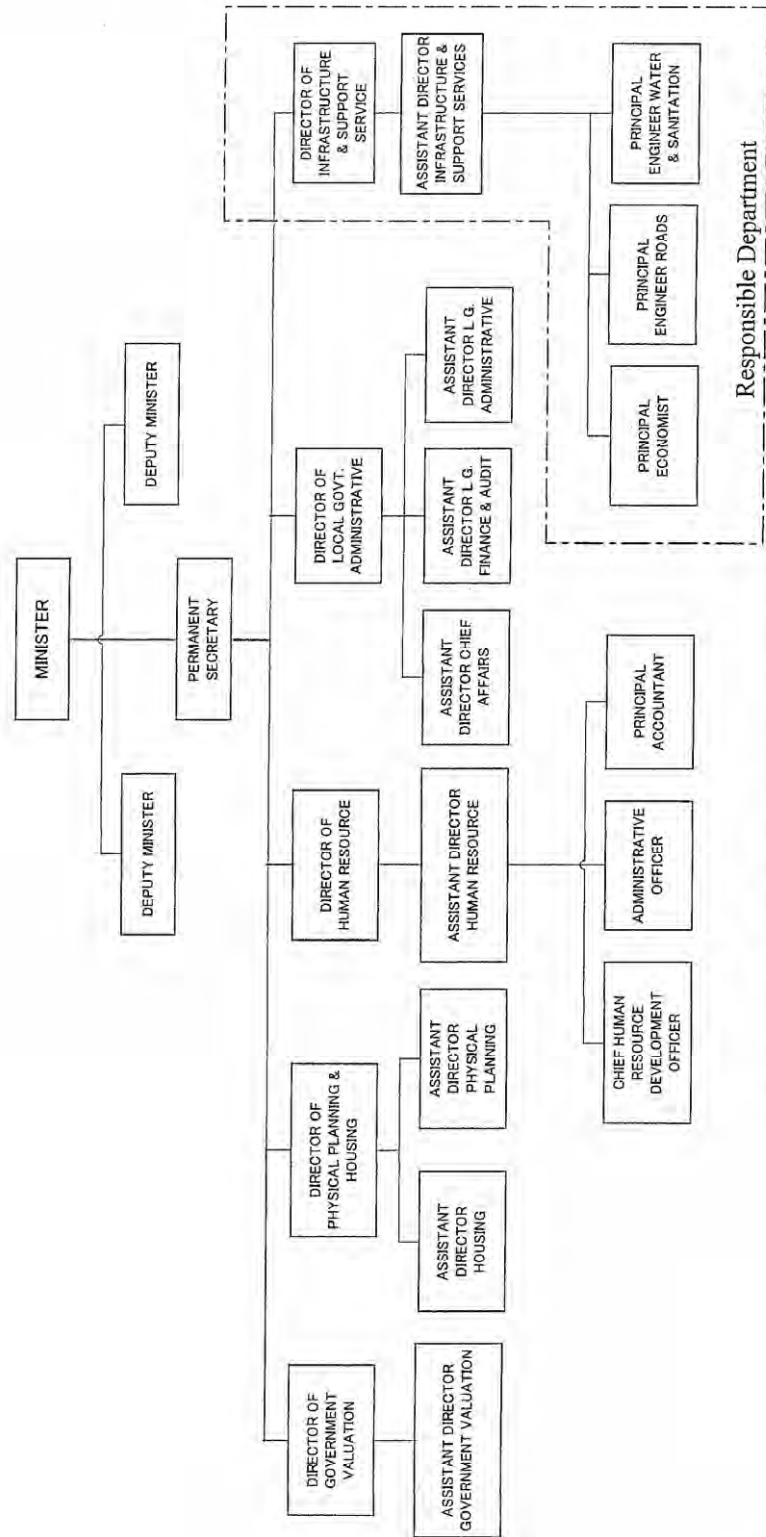 MINISTER
DEPUTY MINISTER
DEPUTY MINISTER
PERMANENT
SECRETARY
DIRECTOR OF
GOVERNMENT
VALUATION
DIRECTOR OF
PHYSICAL PLANNING &
HOUSING
DIRECTOR OF
HUMAN RESOURCE
DIRECTOR OF
LOCAL GOVT.
ADMINISTRATIVE
DIRECTOR OF
INFRASTRUCTURE
& SUPPORT
SERVICE
ASSISTANT DIRECTOR
GOVERNMENT VALUATION
ASSISTANT
DIRECTOR
HOUSING
ASSISTANT
DIRECTOR
PHYSICAL
PLANNING
ASSISTANT DIRECTOR
HUMAN RESOURCE
ASSISTANT
DIRECTOR CHIEF
AFFAIRS
ASSISTANT
DIRECTOR L G.
FINANCE & AUDIT
ASSISTANT
DIRECTOR L G.
ADMINISTRATIVE
ASSISTANT DIRECTOR
INFRASTRUCTURE &
SUPPORT SERVICES
CHIEF HUMAN
RESOURCE
DEVELOPMENT
OFFICER
ADMINISTRATIVE
OFFICER
PRINCIPAL
ACCOUNTANT
PRINCIPAL
ECONOMIST
PRINCIPAL
ENGINEER ROADS
PRINCIPAL
ENGINEER WATER
& SANITATION
Responsible Department